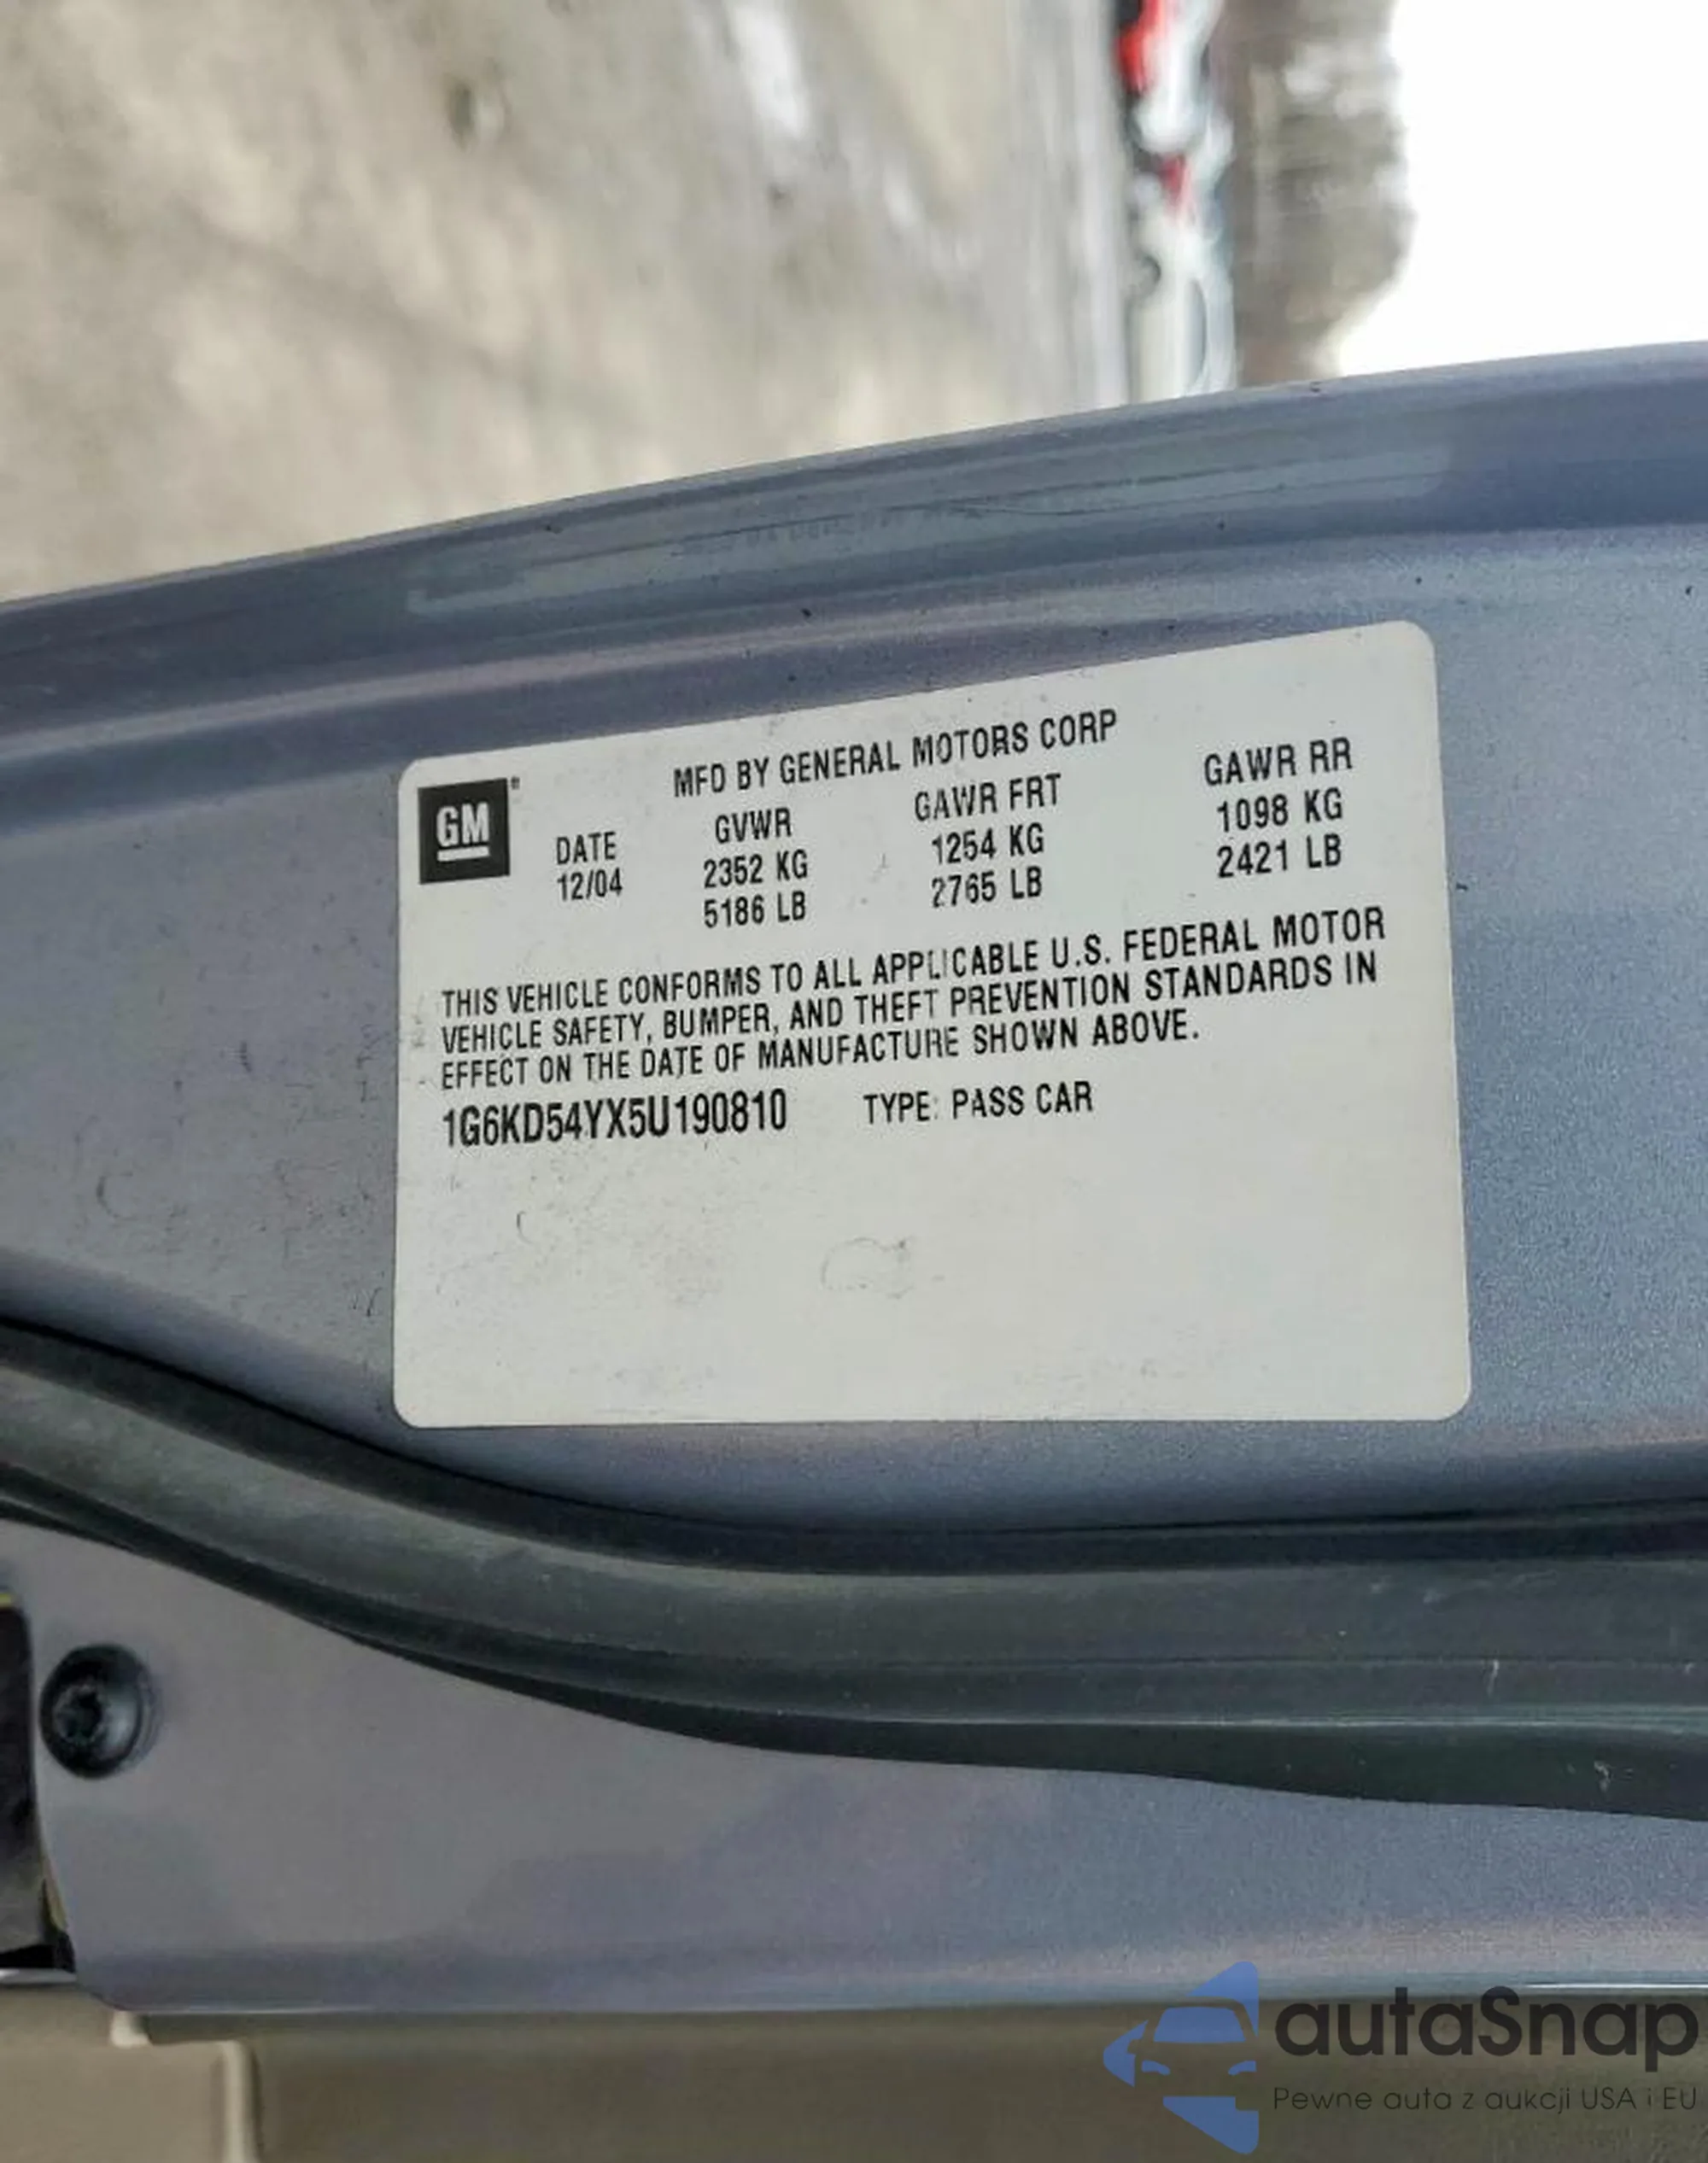 MFD BY GENERAL MOTORS CORP
GM®
DATE GVWR GAWR FRT GAWR RR
12/04 2352 KG 1254 KG 1098 KG
5186 LB 2765 LB 2421 LB
THIS VEHICLE CONFORMS TO ALL APPLICABLE U.S. FEDERAL MOTOR
VEHICLE SAFETY, BUMPER, AND THEFT PREVENTION STANDARDS IN
EFFECT ON THE DATE OF MANUFACTURE SHOWN ABOVE.
1G6KD54YX5U190810 TYPE: PASS CAR
autaSnap
Pewne auta z aukcji USA i EU